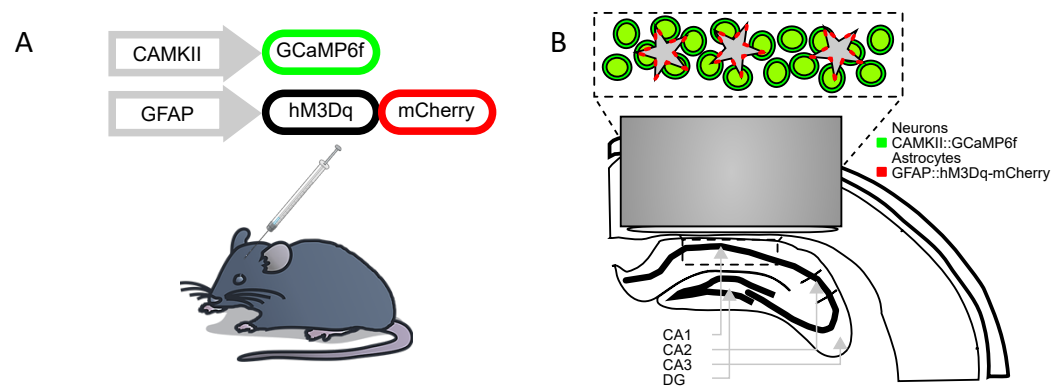 A
CAMKII
GCaMP6f
GFAP
hM3Dq
mCherry
B
Neurons
CAMKII::GCaMP6f
Astrocytes
GFAP::hM3Dq-mCherry
CA1
CA2
CA3
DG